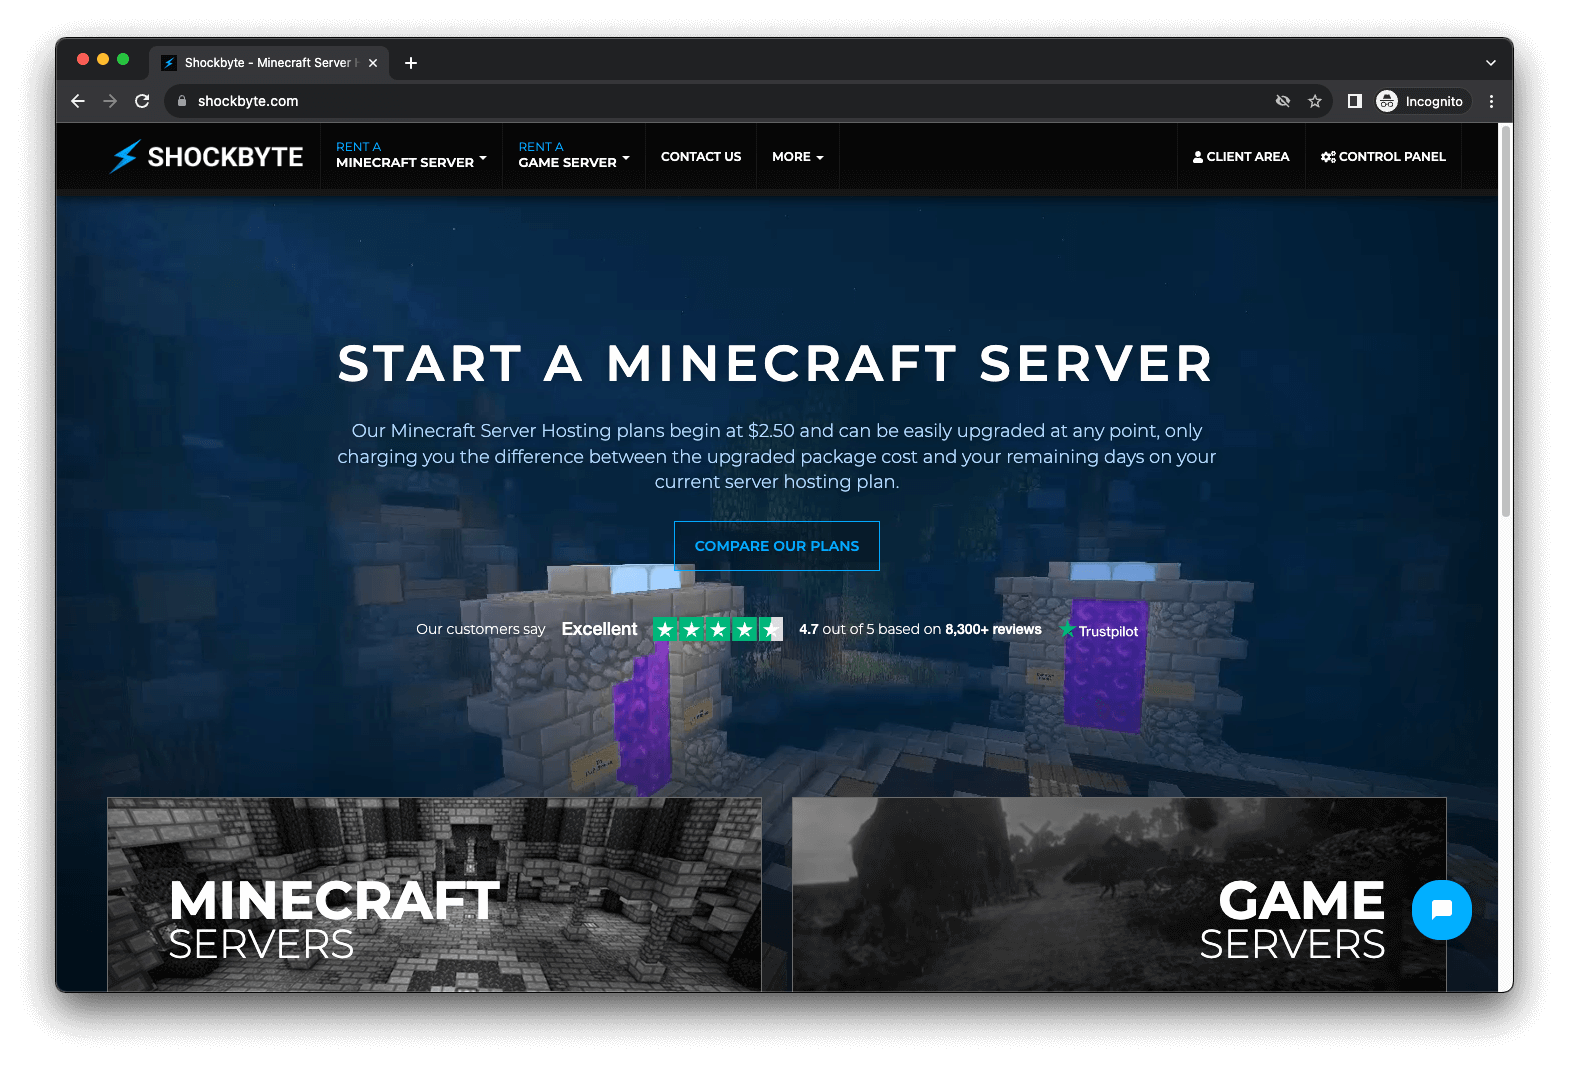 Shockbyte - Minecraft Server
shockbyte.com
Incognito
SHOCKBYTE
RENT A
MINECRAFT SERVER
RENT A
GAME SERVER
CONTACT US
MORE
CLIENT AREA
CONTROL PANEL
START A MINECRAFT SERVER
Our Minecraft Server Hosting plans begin at $2.50 and can be easily upgraded at any point, only
charging you the difference between the upgraded package cost and your remaining days on your
current server hosting plan.
COMPARE OUR PLANS
Our customers say Excellent 4.7 out of 5 based on 8,300+ reviews Trustpilot
MINECRAFT
SERVERS
GAME
SERVERS